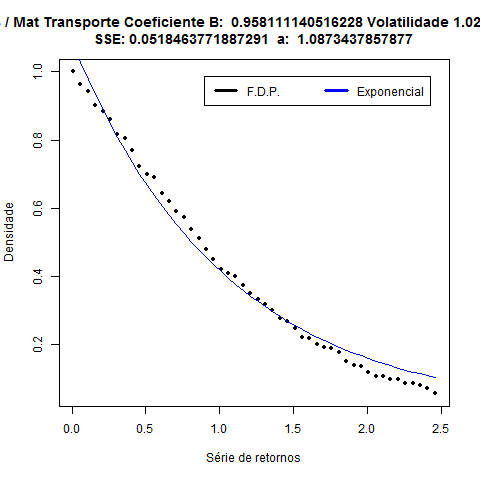 / Mat Transporte Coeficiente B: 0.958111140516228 Volatilidade 1.02
SSE: 0.0518463771887291 a: 1.0873437857877
F.D.P. Exponencial
Densidade
1.0
0.8
0.6
0.4
0.2
0.0 0.5 1.0 1.5 2.0 2.5
Série de retornos